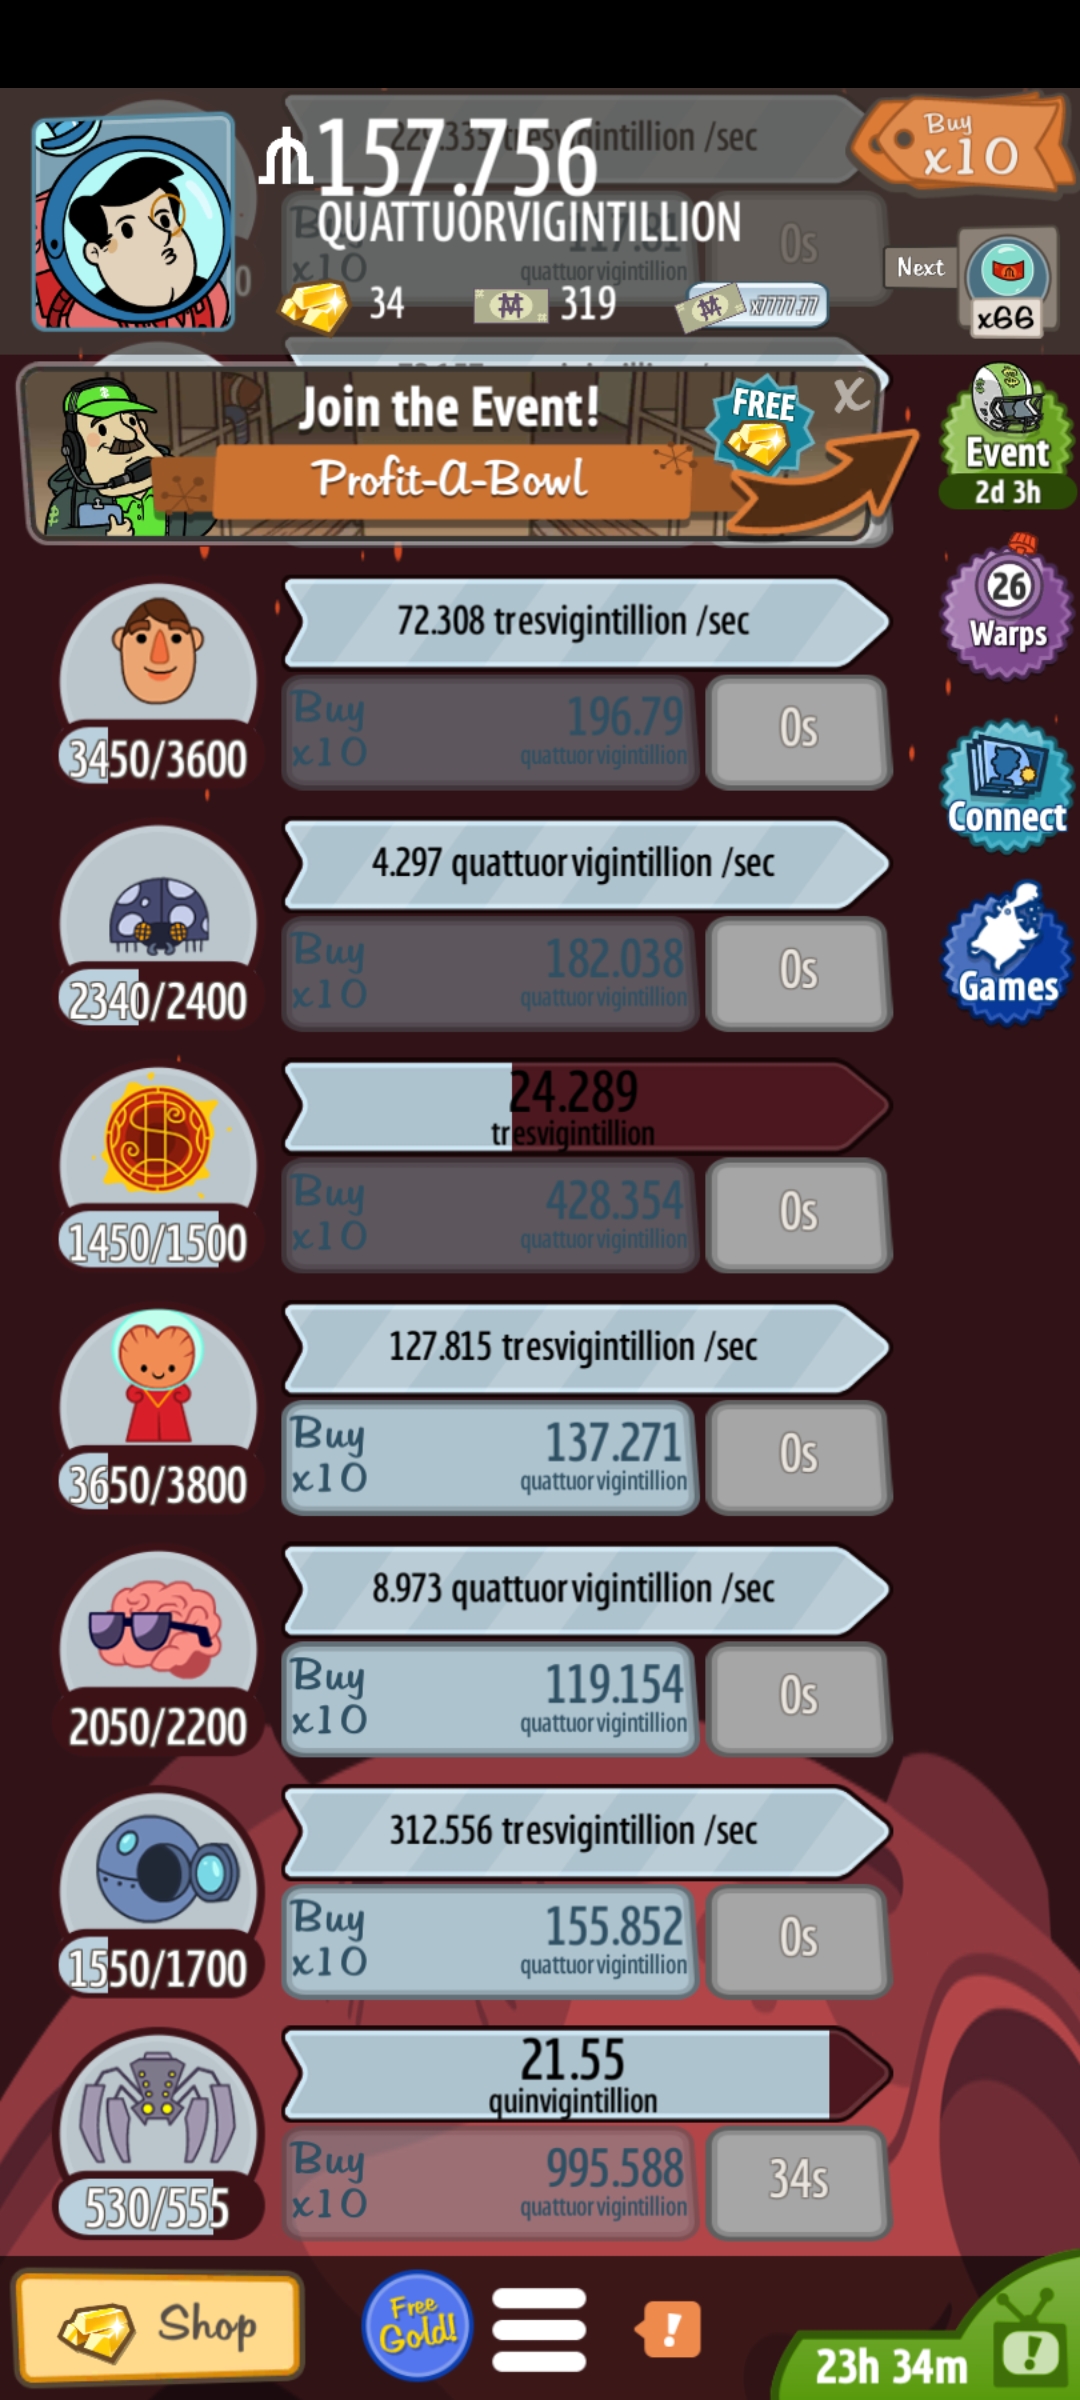 229.335 tresvigintillion /sec
₼157.756
QUATTUORVIGINTILLION
Buy
x10
Buy
x10
117.81
quattuorvigintillion
0s
0
34
319
x7777.77
Next
x66
Join the Event!
Profit-A-Bowl
FREE
X
Event
2d 3h
72.308 tresvigintillion /sec
Buy
x10
196.79
quattuorvigintillion
0s
3450/3600
26
Warps
4.297 quattuorvigintillion /sec
Buy
x10
182.038
quattuorvigintillion
0s
2340/2400
Connect
Games
24.289
tresvigintillion
Buy
x10
428.354
quattuorvigintillion
0s
1450/1500
127.815 tresvigintillion /sec
Buy
x10
137.271
quattuorvigintillion
0s
3650/3800
8.973 quattuorvigintillion /sec
Buy
x10
119.154
quattuorvigintillion
0s
2050/2200
312.556 tresvigintillion /sec
Buy
x10
155.852
quattuorvigintillion
0s
1550/1700
21.55
quinvigintillion
Buy
x10
995.588
quattuorvigintillion
34s
530/555
Shop
Free
Gold!
!
23h 34m
!